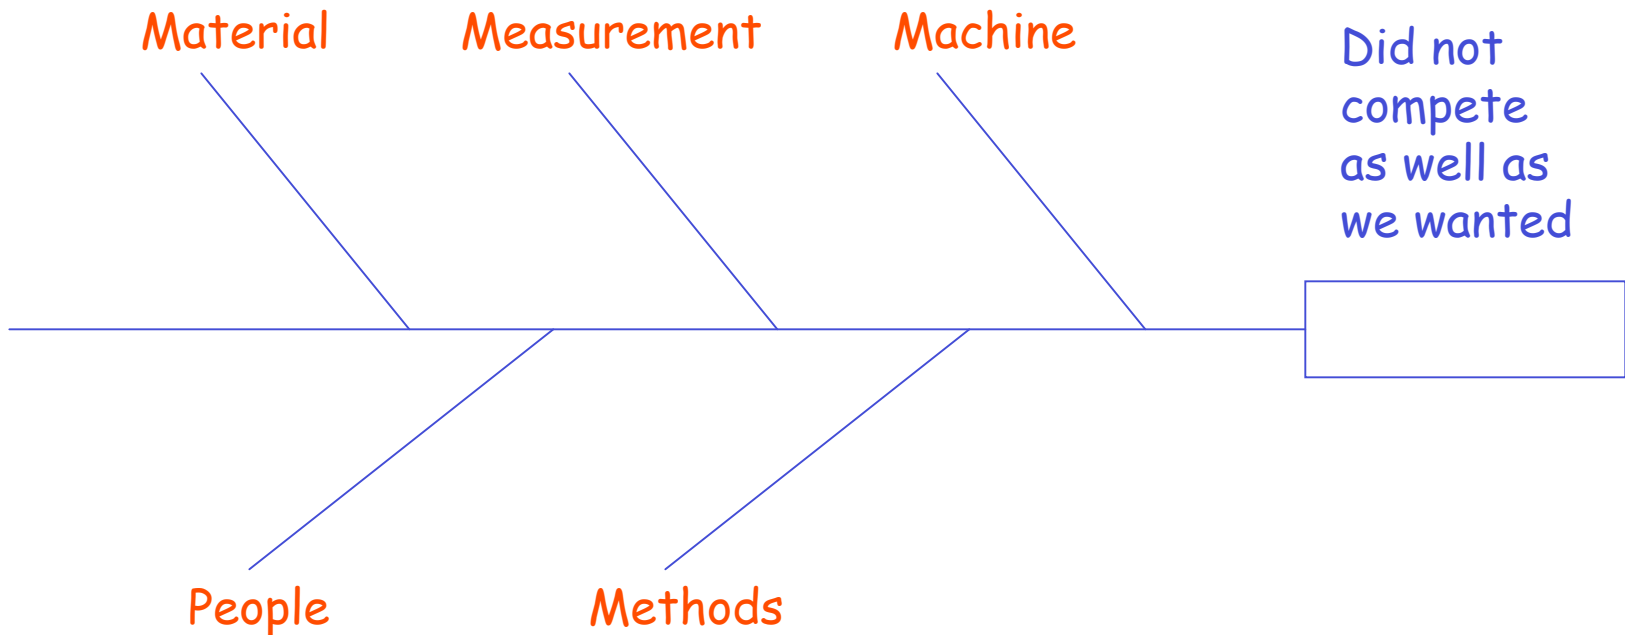 Material
Measurement
Machine
Did not
compete
as well as
we wanted
People
Methods